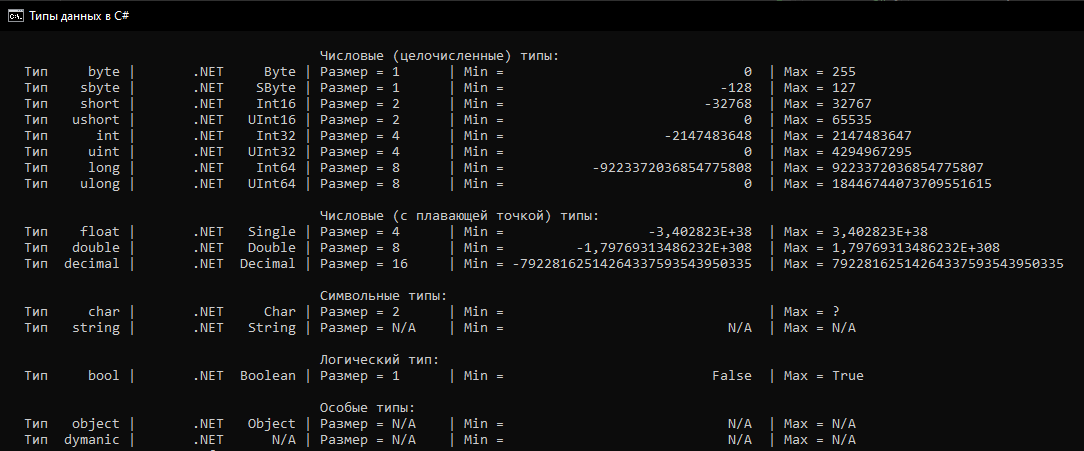 Типы данных в C#
Числовые (целочисленные) типы:
Тип byte | .NET Byte | Размер = 1 | Min = 0 | Max = 255
Тип sbyte | .NET SByte | Размер = 1 | Min = -128 | Max = 127
Тип short | .NET Int16 | Размер = 2 | Min = -32768 | Max = 32767
Тип ushort | .NET UInt16 | Размер = 2 | Min = 0 | Max = 65535
Тип int | .NET Int32 | Размер = 4 | Min = -2147483648 | Max = 2147483647
Тип uint | .NET UInt32 | Размер = 4 | Min = 0 | Max = 4294967295
Тип long | .NET Int64 | Размер = 8 | Min = -9223372036854775808 | Max = 9223372036854775807
Тип ulong | .NET UInt64 | Размер = 8 | Min = 0 | Max = 18446744073709551615
Числовые (с плавающей точкой) типы:
Тип float | .NET Single | Размер = 4 | Min = -3,402823E+38 | Max = 3,402823E+38
Тип double | .NET Double | Размер = 8 | Min = -1,79769313486232E+308 | Max = 1,79769313486232E+308
Тип decimal | .NET Decimal | Размер = 16 | Min = -79228162514264337593543950335 | Max = 79228162514264337593543950335
Символьные типы:
Тип char | .NET Char | Размер = 2 | Min = | Max = ?
Тип string | .NET String | Размер = N/A | Min = N/A | Max = N/A
Логический тип:
Тип bool | .NET Boolean | Размер = 1 | Min = False | Max = True
Особые типы:
Тип object | .NET Object | Размер = N/A | Min = N/A | Max = N/A
Тип dymanic | .NET N/A | Размер = N/A | Min = N/A | Max = N/A